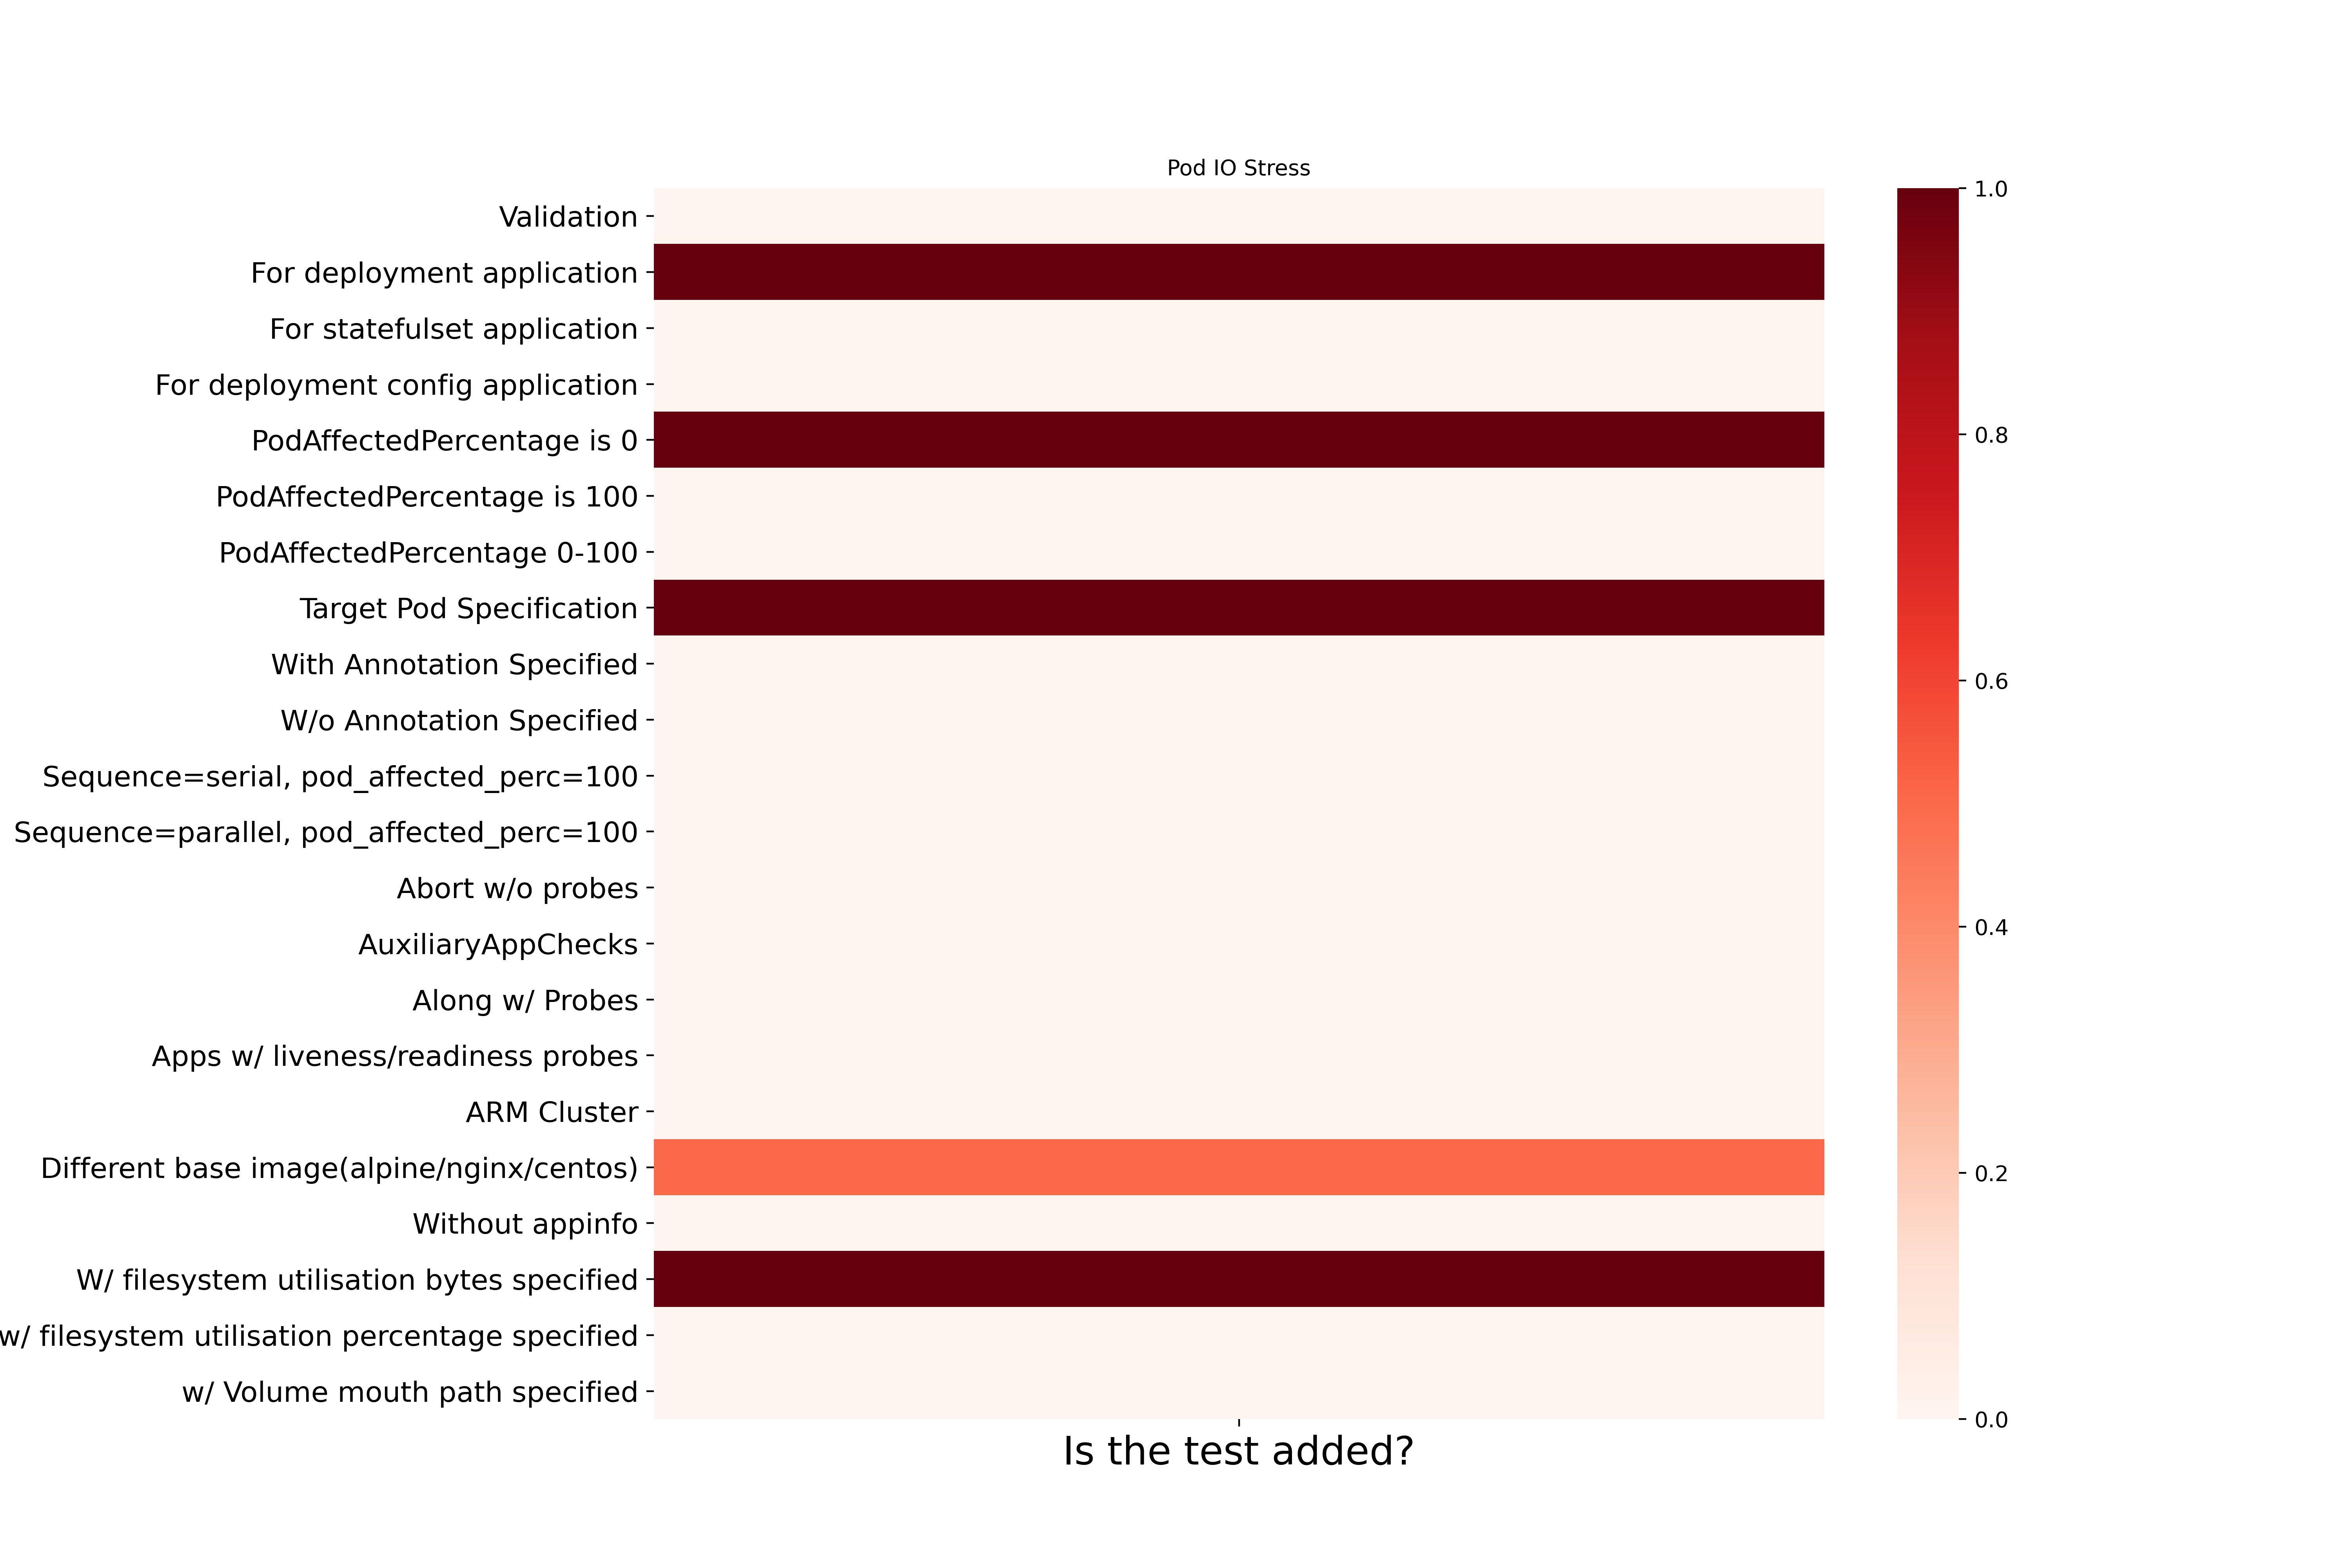 Pod IO Stress
Validation
For deployment application
For statefulset application
For deployment config application
PodAffectedPercentage is 0
PodAffectedPercentage is 100
PodAffectedPercentage 0-100
Target Pod Specification
With Annotation Specified
W/o Annotation Specified
Sequence=serial, pod_affected_perc=100
Sequence=parallel, pod_affected_perc=100
Abort w/o probes
AuxiliaryAppChecks
Along w/ Probes
Apps w/ liveness/readiness probes
ARM Cluster
Different base image(alpine/nginx/centos)
Without appinfo
W/ filesystem utilisation bytes specified
w/ filesystem utilisation percentage specified
w/ Volume mouth path specified
Is the test added?
1.0
0.8
0.6
0.4
0.2
0.0